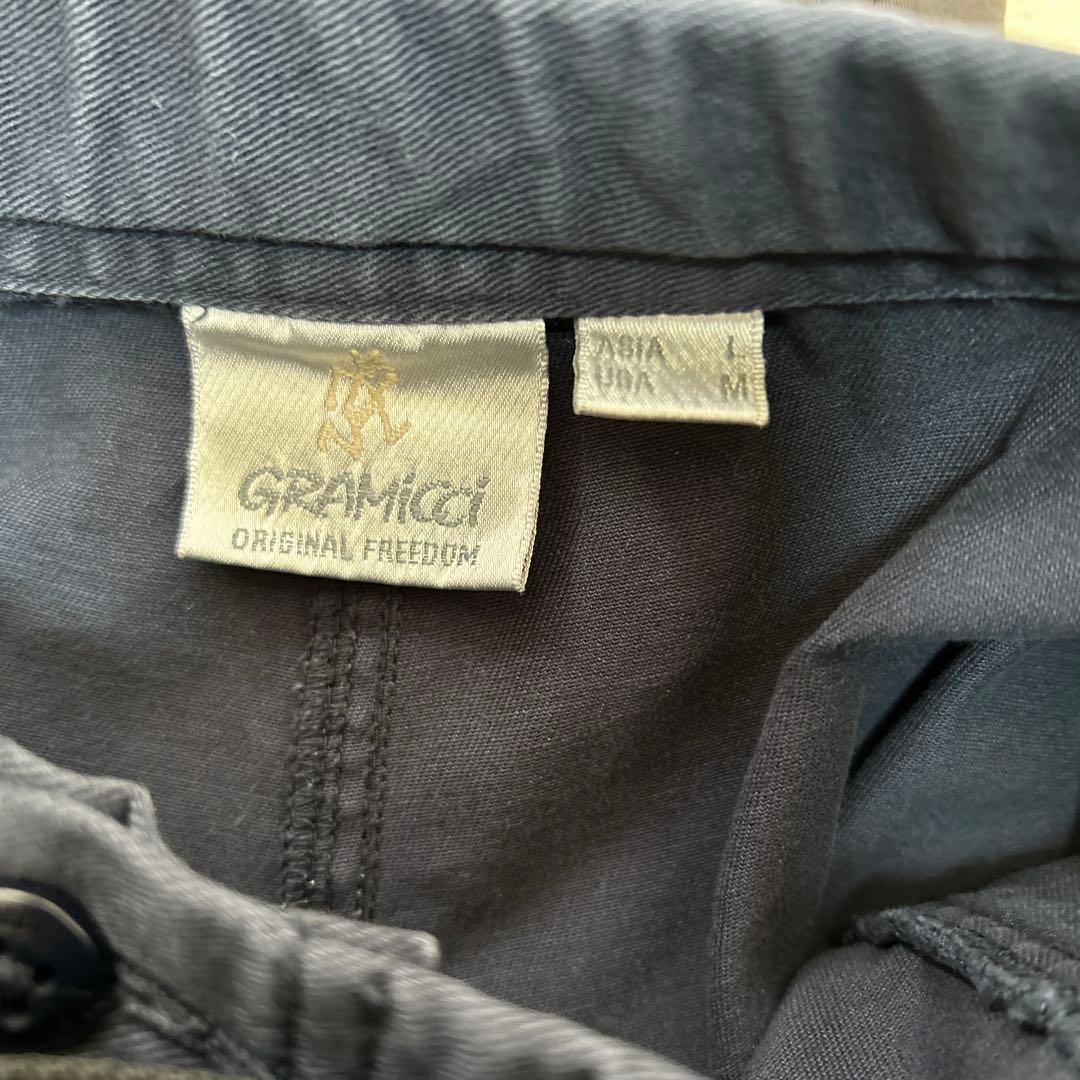 GRAMiCCi
ORIGINAL FREEDOM
ASIA L
USA M